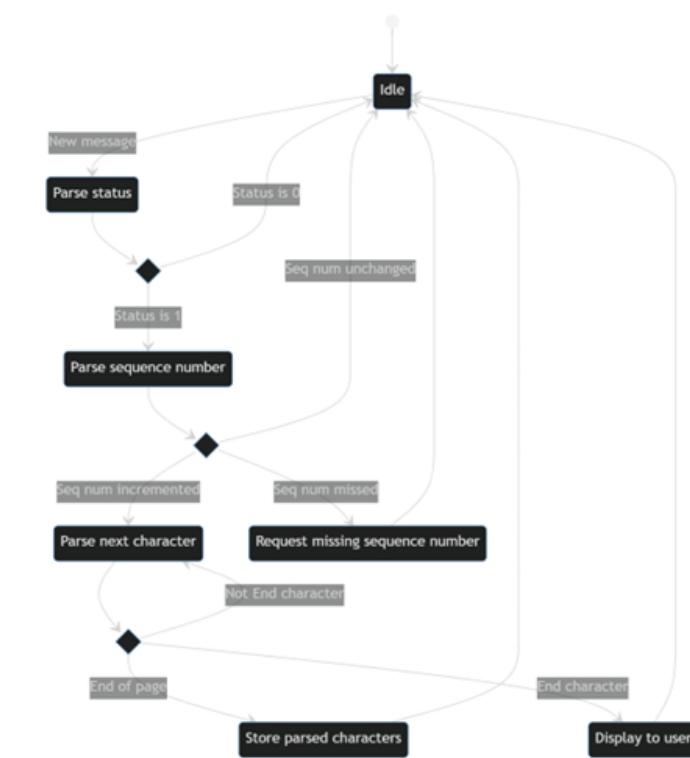 Idle
New message
Parse status
Status is 0
Seq num unchanged
Status is 1
Parse sequence number
Seq num incremented
Seq num missed
Parse next character
Request missing sequence number
Not End character
End of page
End character
Store parsed characters
Display to user